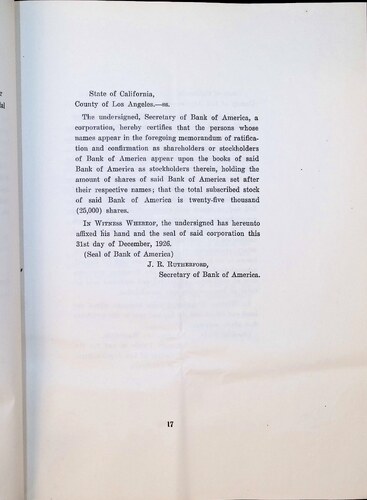 State of California,
County of Los Angeles.—ss.
The undersigned, Secretary of Bank of America, a
corporation, hereby certifies that the persons whose
names appear in the foregoing memorandum of ratifica-
tion and confirmation as shareholders or stockholders
of Bank of America appear upon the books of said
Bank of America as stockholders therein, holding the
amount of shares of said Bank of America set after
their respective names; that the total subscribed stock
of said Bank of America is twenty-five thousand
(25,000) shares.
In Witness Whereof, the undersigned has hereunto
affixed his hand and the seal of said corporation this
31st day of December, 1926.
(Seal of Bank of America)
J. R. Rutherford,
Secretary of Bank of America.
17